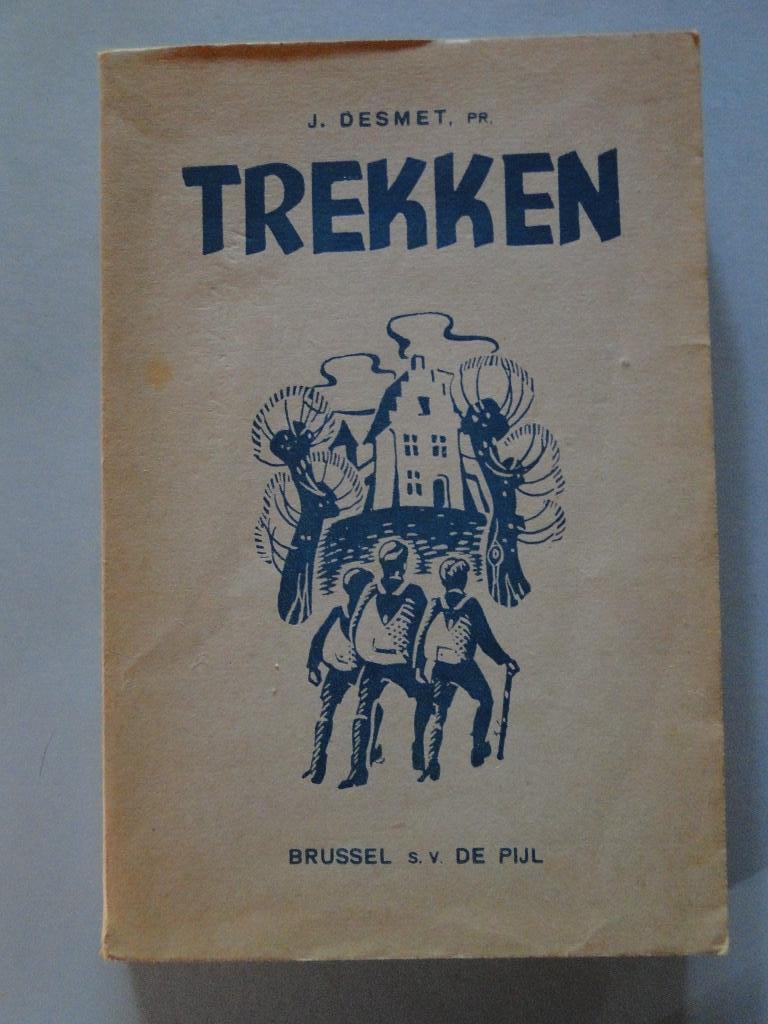 J. DESMET, PR.
TREKKEN
BRUSSEL S. V. DE PIJL